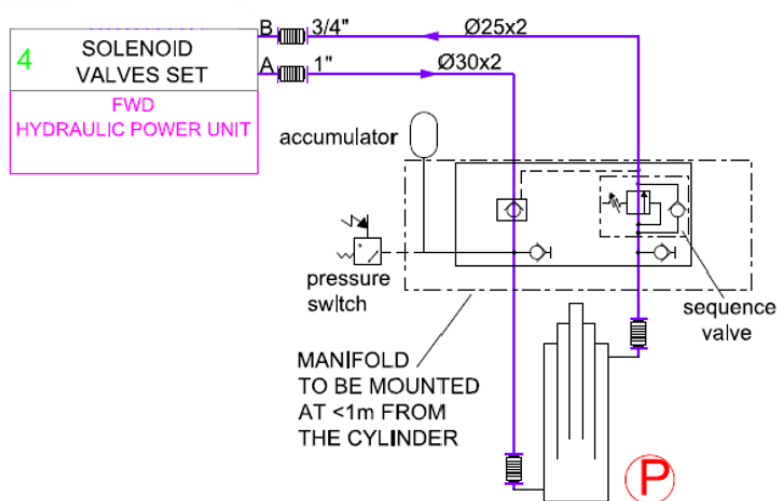 4
SOLENOID
VALVES SET
FWD
HYDRAULIC POWER UNIT
B 3/4" Ø25x2
A 1" Ø30x2
accumulator
pressure
switch
sequence
valve
MANIFOLD
TO BE MOUNTED
AT <1m FROM
THE CYLINDER
P